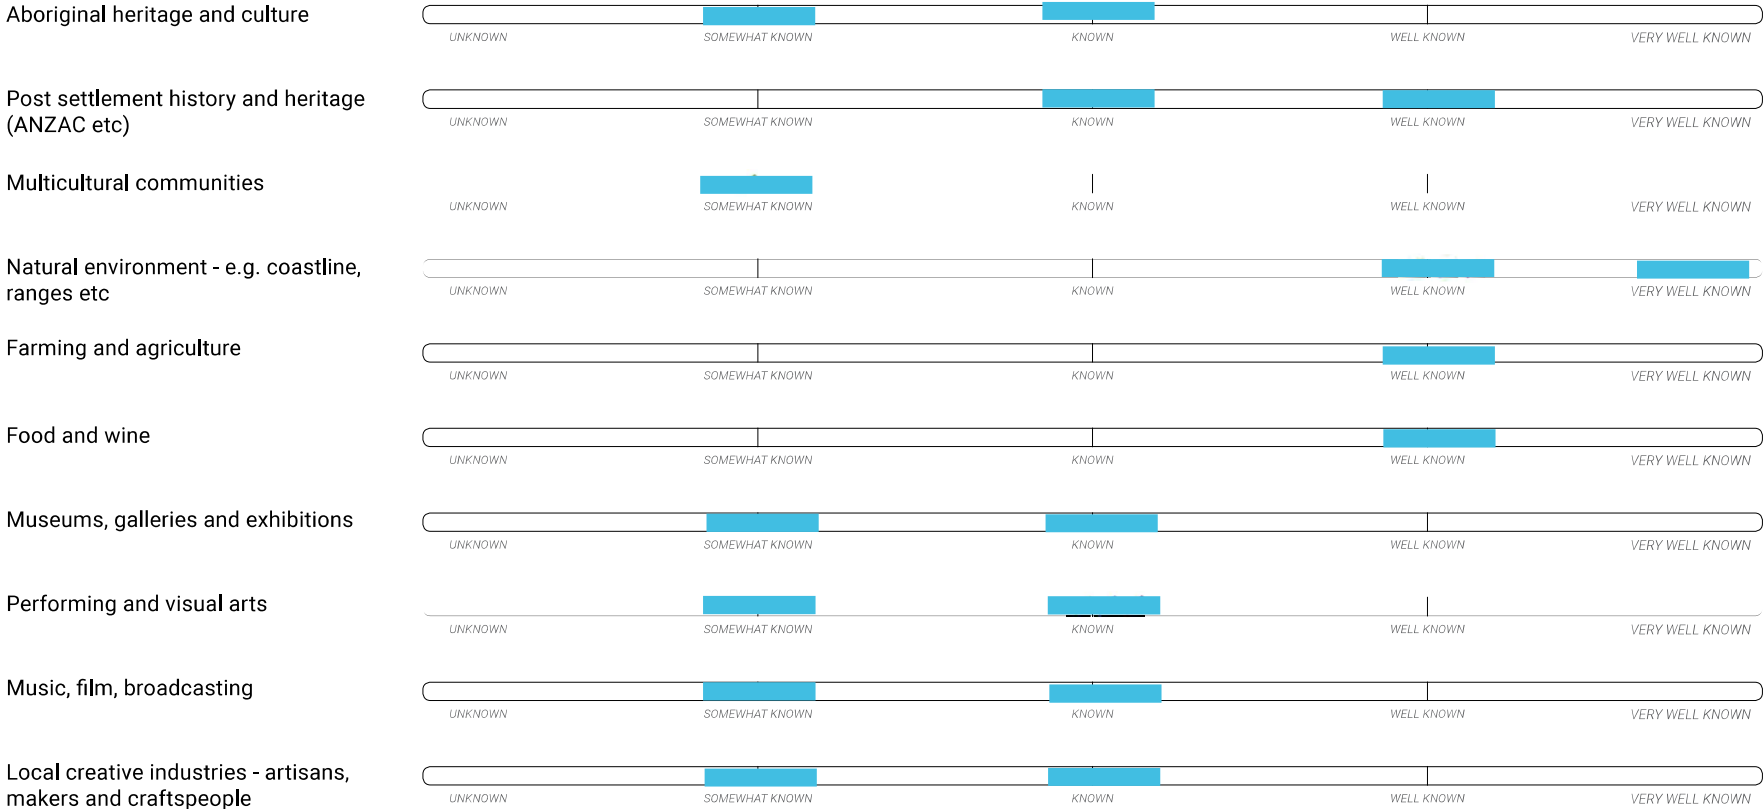 Aboriginal heritage and culture
UNKNOWN SOMEWHAT KNOWN KNOWN WELL KNOWN VERY WELL KNOWN
Post settlement history and heritage
(ANZAC etc)
UNKNOWN SOMEWHAT KNOWN KNOWN WELL KNOWN VERY WELL KNOWN
Multicultural communities
UNKNOWN SOMEWHAT KNOWN KNOWN WELL KNOWN VERY WELL KNOWN
Natural environment - e.g. coastline,
ranges etc
UNKNOWN SOMEWHAT KNOWN KNOWN WELL KNOWN VERY WELL KNOWN
Farming and agriculture
UNKNOWN SOMEWHAT KNOWN KNOWN WELL KNOWN VERY WELL KNOWN
Food and wine
UNKNOWN SOMEWHAT KNOWN KNOWN WELL KNOWN VERY WELL KNOWN
Museums, galleries and exhibitions
UNKNOWN SOMEWHAT KNOWN KNOWN WELL KNOWN VERY WELL KNOWN
Performing and visual arts
UNKNOWN SOMEWHAT KNOWN KNOWN WELL KNOWN VERY WELL KNOWN
Music, film, broadcasting
UNKNOWN SOMEWHAT KNOWN KNOWN WELL KNOWN VERY WELL KNOWN
Local creative industries - artisans,
makers and craftspeople
UNKNOWN SOMEWHAT KNOWN KNOWN WELL KNOWN VERY WELL KNOWN